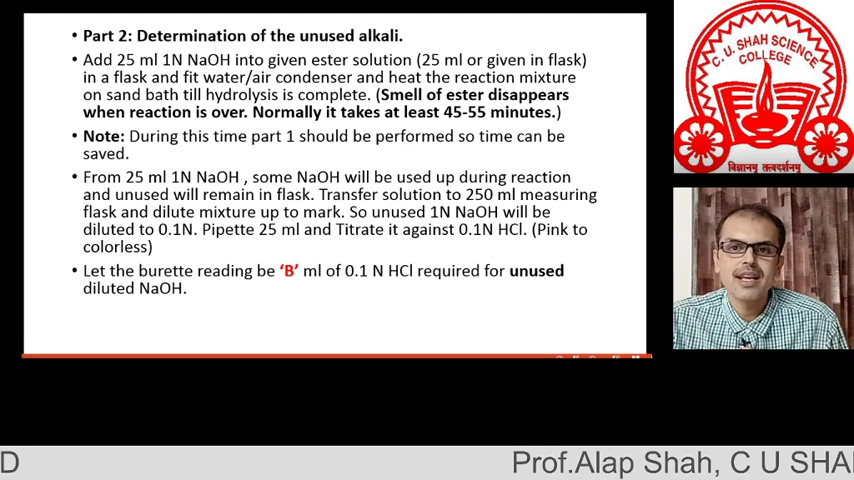 • Part 2: Determination of the unused alkali.
• Add 25 ml 1N NaOH into given ester solution (25 ml or given in flask)
in a flask and fit water/air condenser and heat the reaction mixture
on sand bath till hydrolysis is complete. (Smell of ester disappears
when reaction is over. Normally it takes at least 45-55 minutes.)
• Note: During this time part 1 should be performed so time can be
saved.
• From 25 ml 1N NaOH , some NaOH will be used up during reaction
and unused will remain in flask. Transfer solution to 250 ml measuring
flask and dilute mixture up to mark. So unused 1N NaOH will be
diluted to 0.1N. Pipette 25 ml and Titrate it against 0.1N HCl. (Pink to
colorless)
• Let the burette reading be ‘B’ ml of 0.1 N HCl required for unused
diluted NaOH.
C. U. SHAH SCIENCE
COLLEGE
विज्ञानम् तत्त्वदर्शनम्
D Prof.Alap Shah, C U SHA